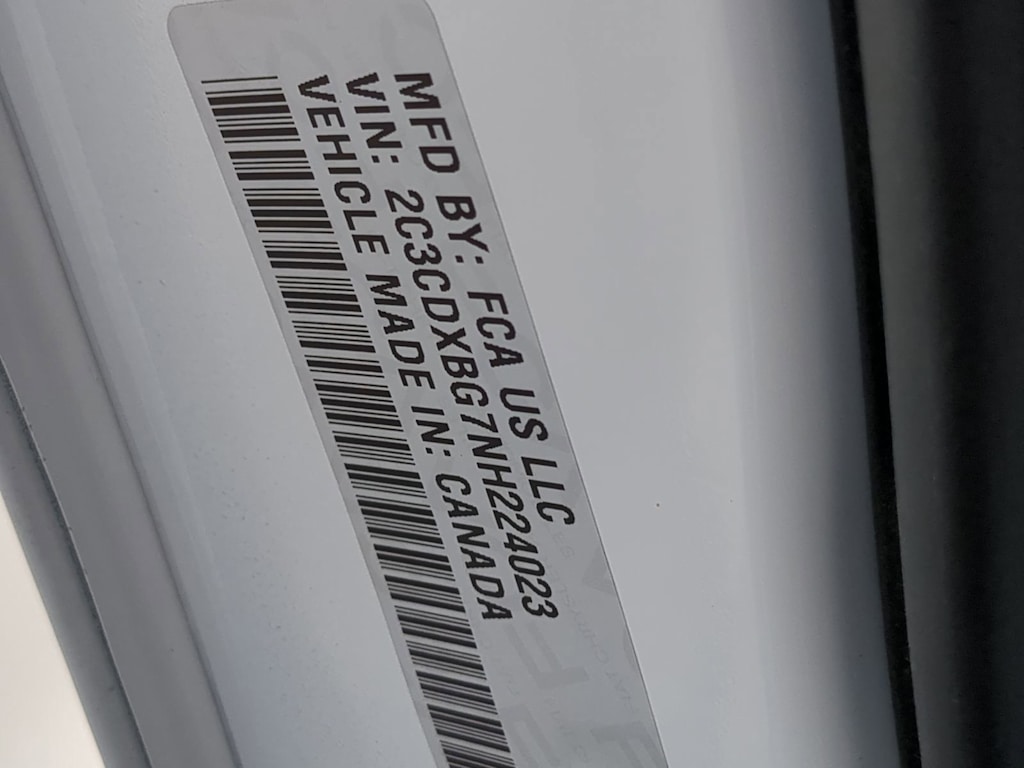 MFD BY: FCA US LLC
VIN: 2C3CDXBG7NH224023
VEHICLE MADE IN: CANADA